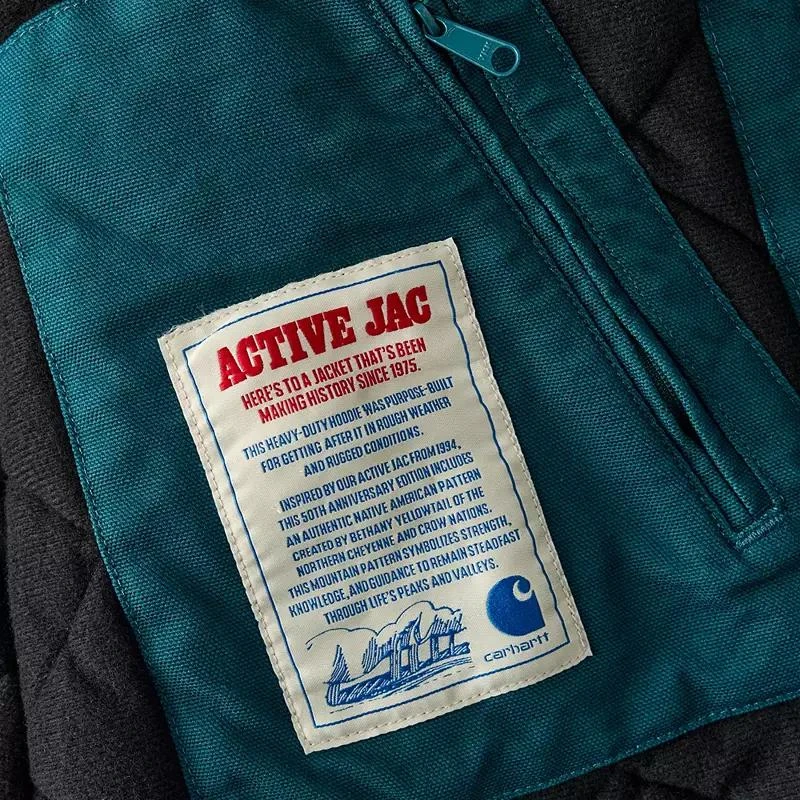 ACTIVE JAC
HERE'S TO A JACKET THAT'S BEEN
MAKING HISTORY SINCE 1975.
THIS HEAVY-DUTY HOODIE WAS PURPOSE-BUILT
FOR GETTING AFTER IT IN ROUGH WEATHER
AND RUGGED CONDITIONS.
INSPIRED BY OUR ACTIVE JAC FROM 1994,
THIS 50TH ANNIVERSARY EDITION INCLUDES
AN AUTHENTIC NATIVE AMERICAN PATTERN
CREATED BY BETHANY YELLOWTAIL OF THE
NORTHERN CHEYENNE AND CROW NATIONS.
THIS MOUNTAIN PATTERN SYMBOLIZES STRENGTH,
KNOWLEDGE, AND GUIDANCE TO REMAIN STEADFAST
THROUGH LIFE'S PEAKS AND VALLEYS.
carhartt